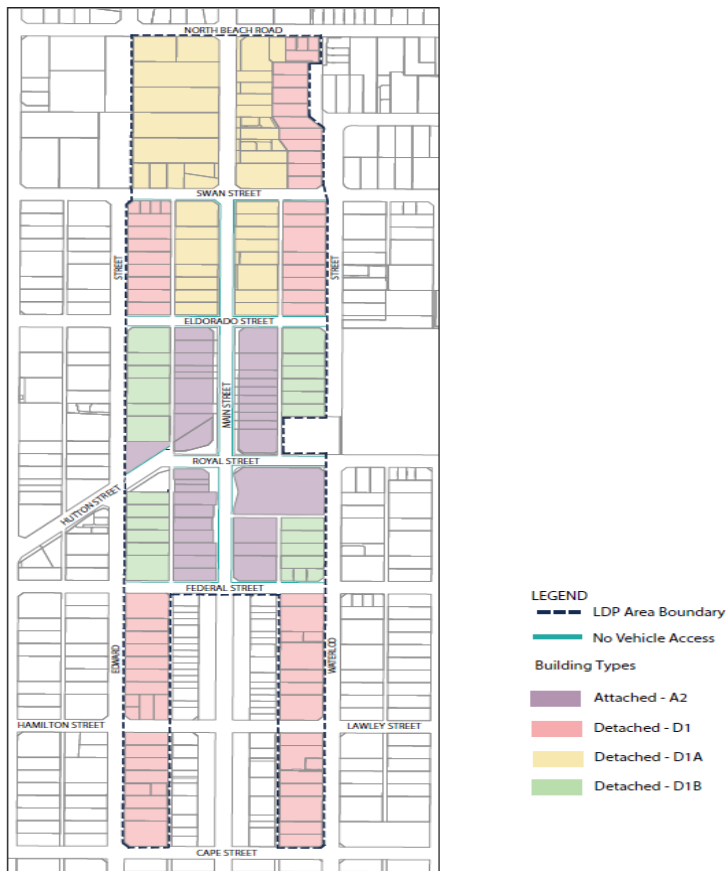 NORTH BEACH ROAD
SWAN STREET
STREET
STREET
ELDORADO STREET
MAIN STREET
ROYAL STREET
HUTTON STREET
FEDERAL STREET
EDWARD
WATERLOO
HAMILTON STREET
LAWLEY STREET
CAPE STREET
LEGEND
LDP Area Boundary
No Vehicle Access
Building Types
Attached - A2
Detached - D1
Detached - D1A
Detached - D1B